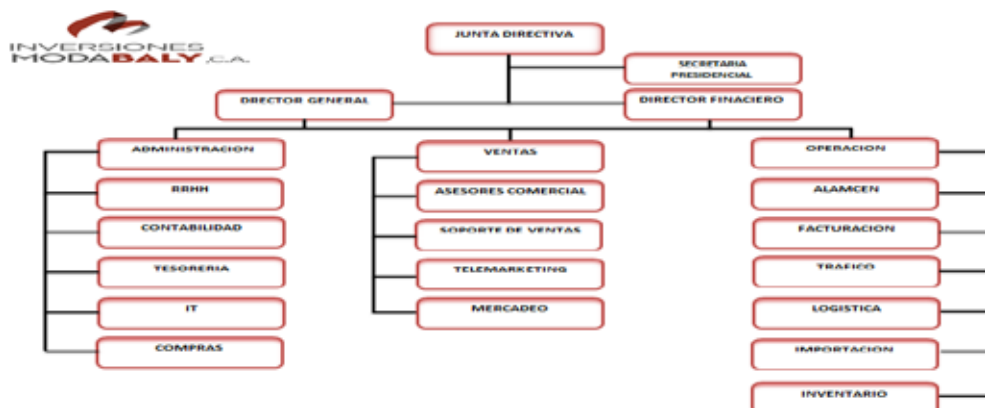 INVERSIONES
MODABALY ,C.A.
JUNTA DIRECTIVA
SECRETARIA
PRESIDENCIAL
DRECTOR GENERAL
DIRECTOR FINACIERO
ADMINISTRACION
VENTAS
OPERACION
RRHH
ASESORES COMERCIAL
ALAMCEN
CONTABILIDAD
SOPORTE DE VENTAS
FACTURACION
TESORERIA
TELEMARKETING
TRAFICO
IT
MERCADEO
LOGISTICA
COMPRAS
IMPORTACION
INVENTARIO